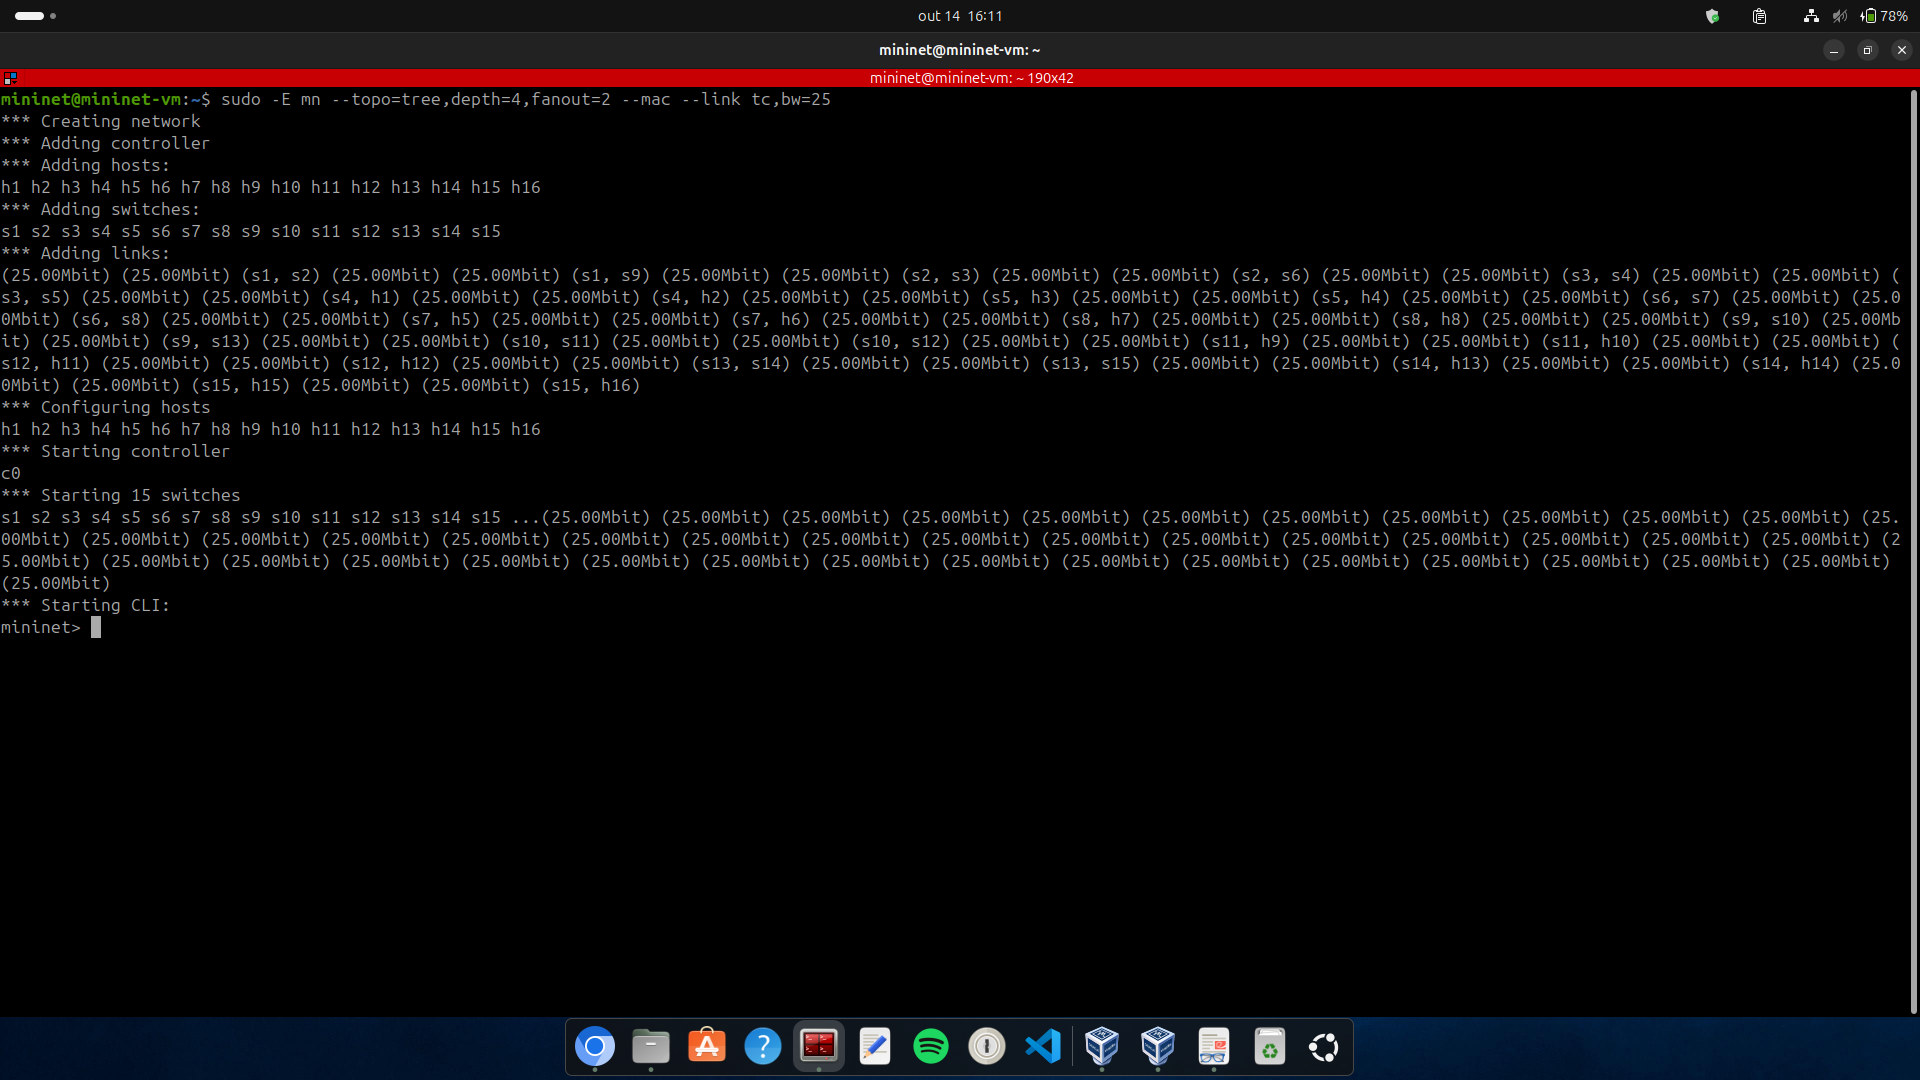 out 14 16:11
78%
mininet@mininet-vm: ~
mininet@mininet-vm: ~ 190x42
mininet@mininet-vm:~$ sudo -E mn --topo=tree,depth=4,fanout=2 --mac --link tc,bw=25
*** Creating network
*** Adding controller
*** Adding hosts:
h1 h2 h3 h4 h5 h6 h7 h8 h9 h10 h11 h12 h13 h14 h15 h16
*** Adding switches:
s1 s2 s3 s4 s5 s6 s7 s8 s9 s10 s11 s12 s13 s14 s15
*** Adding links:
(25.00Mbit) (25.00Mbit) (s1, s2) (25.00Mbit) (25.00Mbit) (s1, s9) (25.00Mbit) (25.00Mbit) (s2, s3) (25.00Mbit) (25.00Mbit) (s2, s6) (25.00Mbit) (25.00Mbit) (s3, s4) (25.00Mbit) (25.00Mbit) (
s3, s5) (25.00Mbit) (25.00Mbit) (s4, h1) (25.00Mbit) (25.00Mbit) (s4, h2) (25.00Mbit) (25.00Mbit) (s5, h3) (25.00Mbit) (25.00Mbit) (s5, h4) (25.00Mbit) (25.00Mbit) (s6, s7) (25.00Mbit) (25.0
0Mbit) (s6, s8) (25.00Mbit) (25.00Mbit) (s7, h5) (25.00Mbit) (25.00Mbit) (s7, h6) (25.00Mbit) (25.00Mbit) (s8, h7) (25.00Mbit) (25.00Mbit) (s8, h8) (25.00Mbit) (25.00Mbit) (s9, s10) (25.00Mb
it) (25.00Mbit) (s9, s13) (25.00Mbit) (25.00Mbit) (s10, s11) (25.00Mbit) (25.00Mbit) (s10, s12) (25.00Mbit) (25.00Mbit) (s11, h9) (25.00Mbit) (25.00Mbit) (s11, h10) (25.00Mbit) (25.00Mbit) (
s12, h11) (25.00Mbit) (25.00Mbit) (s12, h12) (25.00Mbit) (25.00Mbit) (s13, s14) (25.00Mbit) (25.00Mbit) (s13, s15) (25.00Mbit) (25.00Mbit) (s14, h13) (25.00Mbit) (25.00Mbit) (s14, h14) (25.0
0Mbit) (25.00Mbit) (s15, h15) (25.00Mbit) (25.00Mbit) (s15, h16)
*** Configuring hosts
h1 h2 h3 h4 h5 h6 h7 h8 h9 h10 h11 h12 h13 h14 h15 h16
*** Starting controller
c0
*** Starting 15 switches
s1 s2 s3 s4 s5 s6 s7 s8 s9 s10 s11 s12 s13 s14 s15 ...(25.00Mbit) (25.00Mbit) (25.00Mbit) (25.00Mbit) (25.00Mbit) (25.00Mbit) (25.00Mbit) (25.00Mbit) (25.00Mbit) (25.00Mbit) (25.00Mbit) (25.
00Mbit) (25.00Mbit) (25.00Mbit) (25.00Mbit) (25.00Mbit) (25.00Mbit) (25.00Mbit) (25.00Mbit) (25.00Mbit) (25.00Mbit) (25.00Mbit) (25.00Mbit) (25.00Mbit) (25.00Mbit) (25.00Mbit) (25.00Mbit) (2
5.00Mbit) (25.00Mbit) (25.00Mbit) (25.00Mbit) (25.00Mbit) (25.00Mbit) (25.00Mbit) (25.00Mbit) (25.00Mbit) (25.00Mbit) (25.00Mbit) (25.00Mbit) (25.00Mbit) (25.00Mbit) (25.00Mbit) (25.00Mbit)
(25.00Mbit)
*** Starting CLI:
mininet>